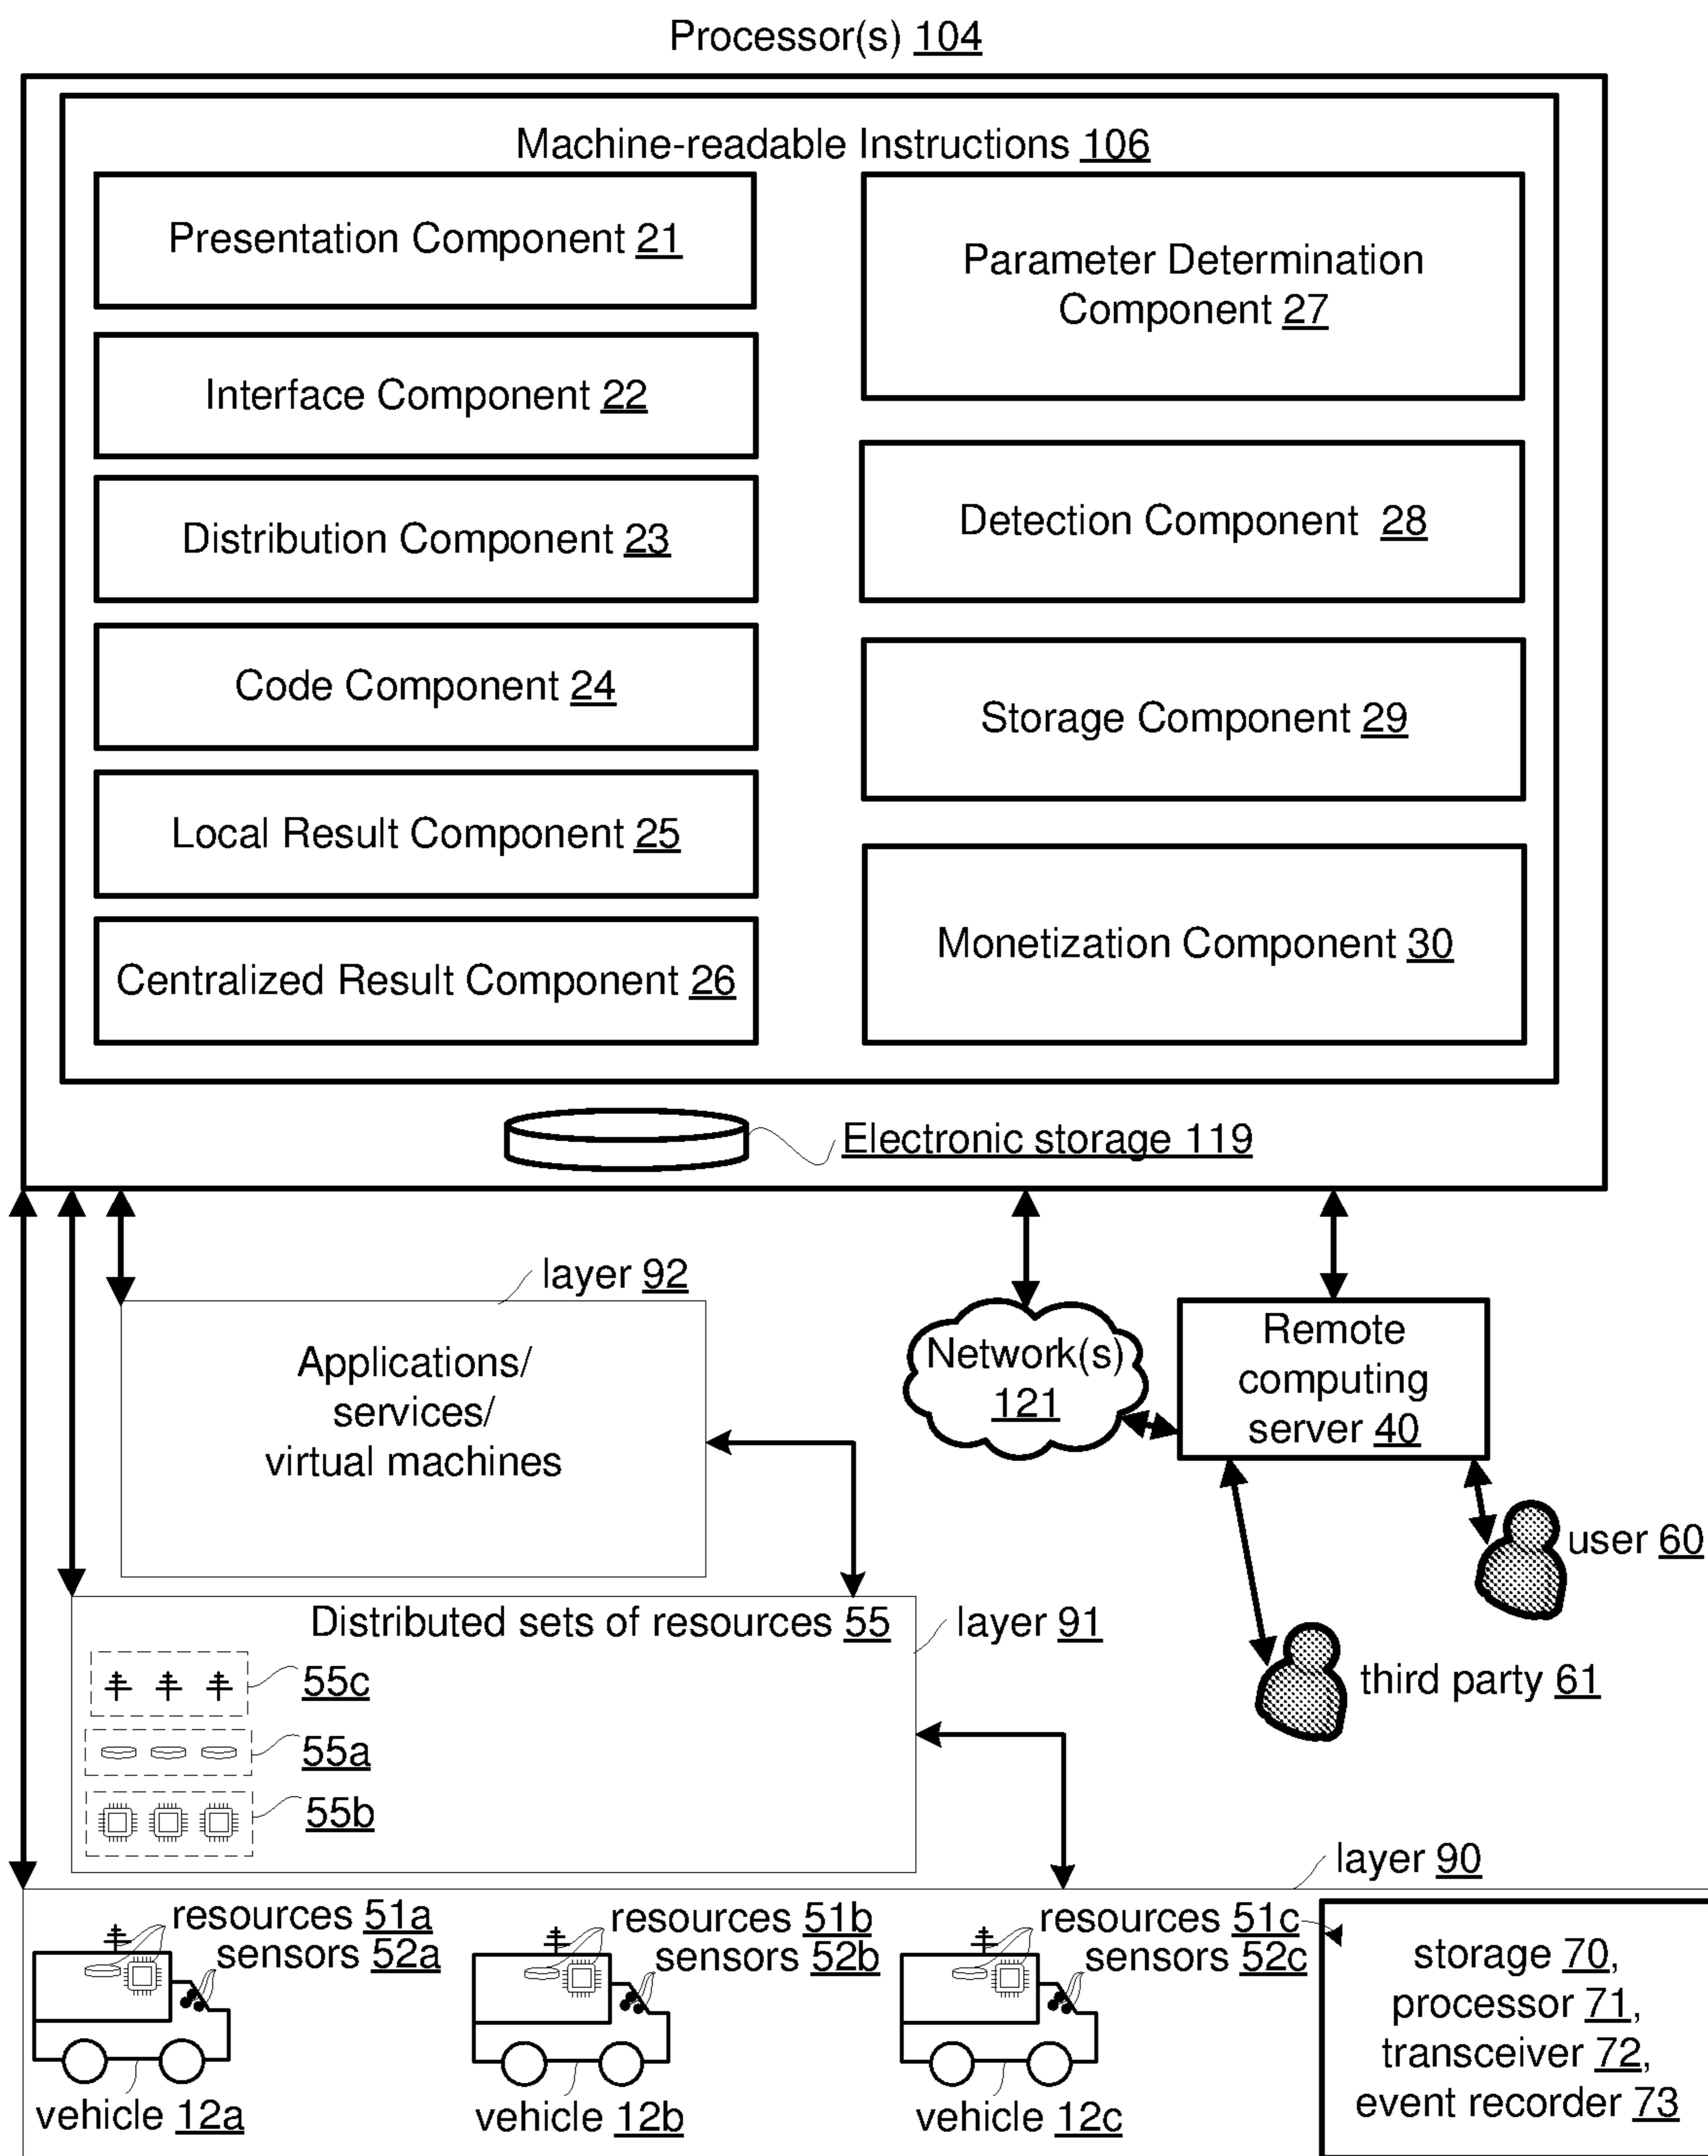 Processor(s) 104
Machine-readable Instructions 106
Presentation Component 21
Interface Component 22
Distribution Component 23
Code Component 24
Local Result Component 25
Centralized Result Component 26
Parameter Determination
Component 27
Detection Component 28
Storage Component 29
Monetization Component 30
Electronic storage 119
layer 92
Applications/
services/
virtual machines
Network(s)
121
Remote
computing
server 40
user 60
third party 61
Distributed sets of resources 55
layer 91
55c
55a
55b
layer 90
resources 51a
sensors 52a
vehicle 12a
resources 51b
sensors 52b
vehicle 12b
resources 51c
sensors 52c
vehicle 12c
storage 70,
processor 71,
transceiver 72,
event recorder 73